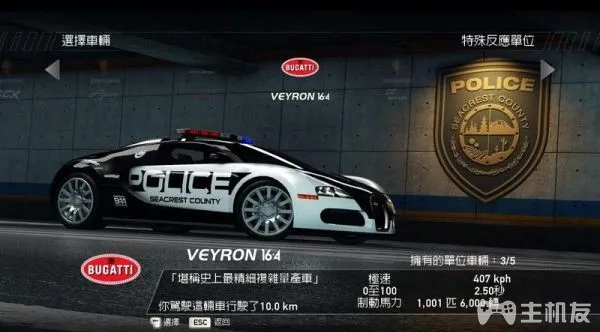 選擇車輛
特殊反應單位
BUGATTI
VEYRON 16.4
POLICE
SEACREST COUNTY
POLICE
SEACREST COUNTY
911
VEYRON 16.4
擁有的單位車輛：3/5
BUGATTI
「堪稱史上最精細複雜量產車」
極速 407 kph
0至100 2.50秒
你駕駛這輛車行駛了10.0 km
制動馬力 1,001 匹 6,000 轉
選擇 ESC 返回
主机友